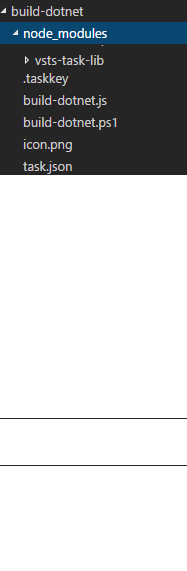 build-dotnet
node_modules
vsts-task-lib
.taskkey
build-dotnet.js
build-dotnet.ps1
icon.png
task.json